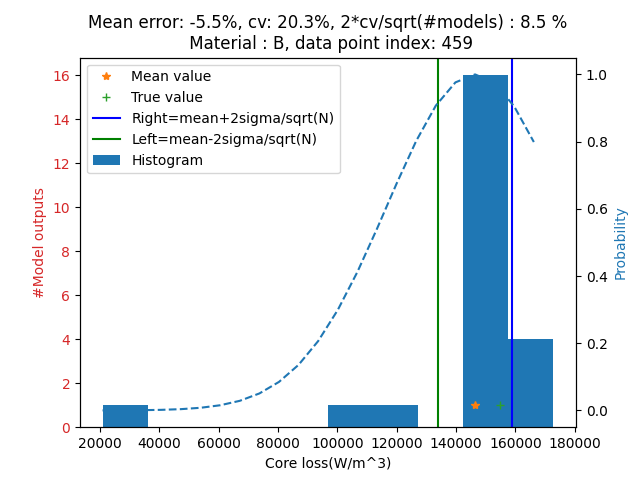 Mean error: -5.5%, cv: 20.3%, 2*cv/sqrt(#models) : 8.5 %
Material : B, data point index: 459
Mean value
True value
Right=mean+2sigma/sqrt(N)
Left=mean-2sigma/sqrt(N)
Histogram
#Model outputs
16
14
12
10
8
6
4
2
0
1.0
0.8
0.6
0.4
0.2
0.0
Probability
20000 40000 60000 80000 100000 120000 140000 160000 180000
Core loss(W/m^3)